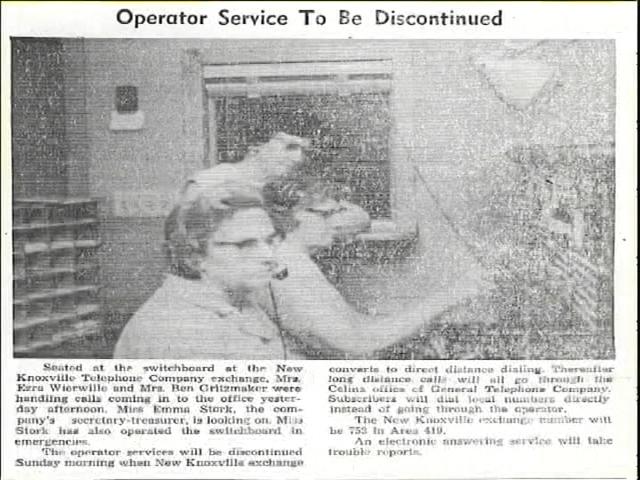 Operator Service To Be Discontinued
Seated at the switchboard at the New
Knoxville Telephone Company exchange, Mrs.
Ezra Wierwille and Mrs. Ben Gritzmaker were
handling calls coming in to the office yester-
day afternoon. Miss Emma Stork, the com-
pany's secretary-treasurer, is looking on. Miss
Stork has also operated the switchboard in
emergencies.
The operator services will be discontinued
Sunday morning when New Knoxville exchange
converts to direct distance dialing. Thereafter
long distance calls will all go through the
Celina office of General Telephone Company.
Subscribers will dial local numbers directly
instead of going through the operator.
The New Knoxville exchange number will
be 753 in Area 419.
An electronic answering service will take
trouble reports.